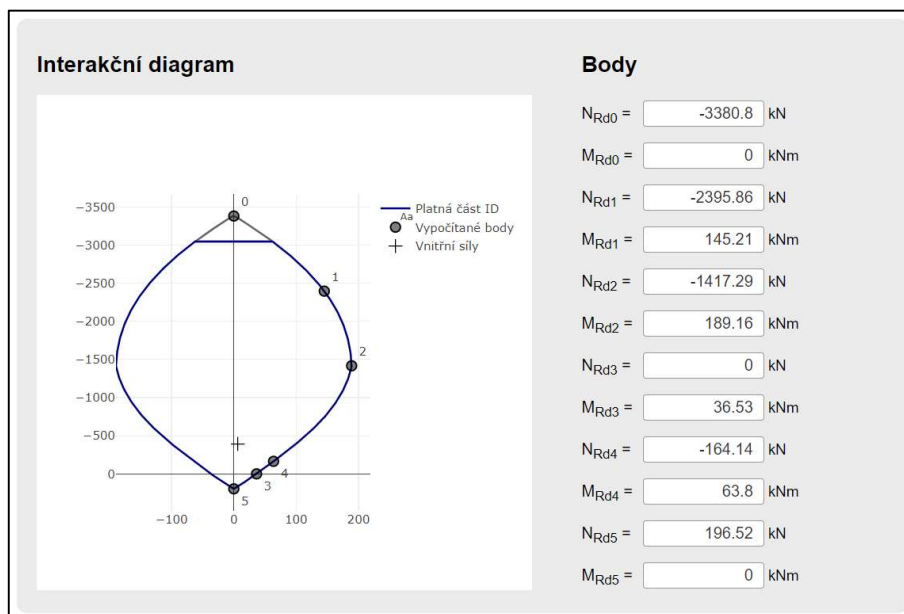 Interakční diagram
−3500
−3000
−2500
−2000
−1500
−1000
−500
0
−100
0
100
200
0
1
2
4
3
5
Platná část ID
Aa
Vypočítané body
Vnitřní síly
Body
NRd0 = -3380.8 kN
MRd0 = 0 kNm
NRd1 = -2395.86 kN
MRd1 = 145.21 kNm
NRd2 = -1417.29 kN
MRd2 = 189.16 kNm
NRd3 = 0 kN
MRd3 = 36.53 kNm
NRd4 = -164.14 kN
MRd4 = 63.8 kNm
NRd5 = 196.52 kN
MRd5 = 0 kNm